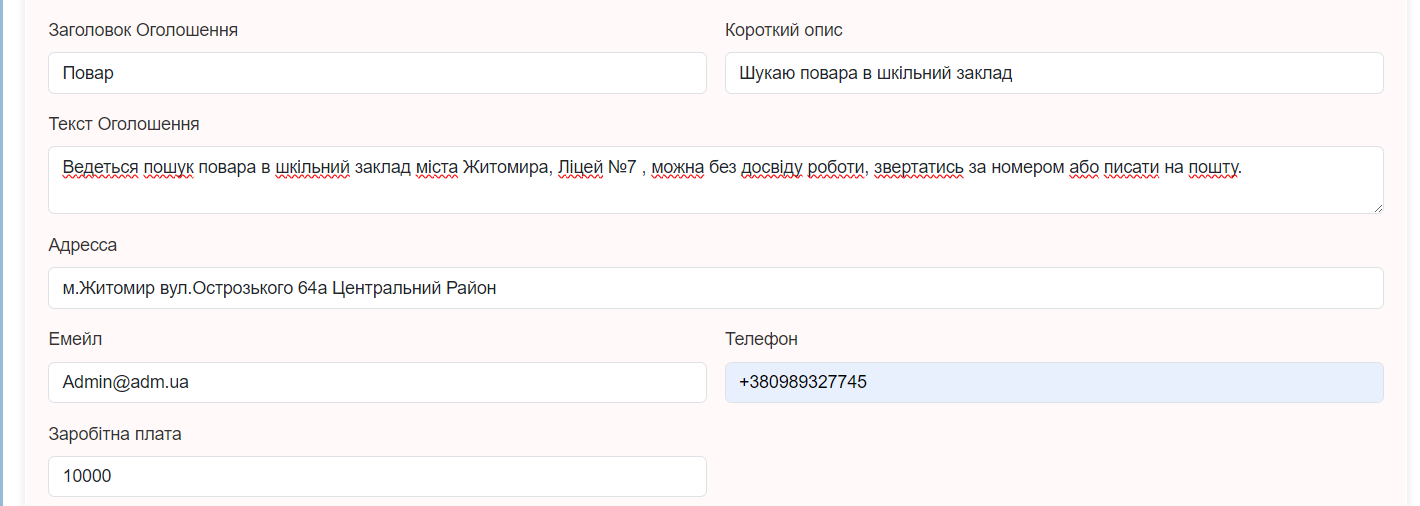 Заголовок Оголошення
Короткий опис
Повар
Шукаю повара в шкільний заклад
Текст Оголошення
Ведеться пошук повара в шкільний заклад міста Житомира, Ліцей №7 , можна без досвіду роботи, звертатись за номером або писати на пошту.
Адресса
м.Житомир вул.Острозького 64а Центральний Район
Емейл
Телефон
Admin@adm.ua
+380989327745
Заробітна плата
10000